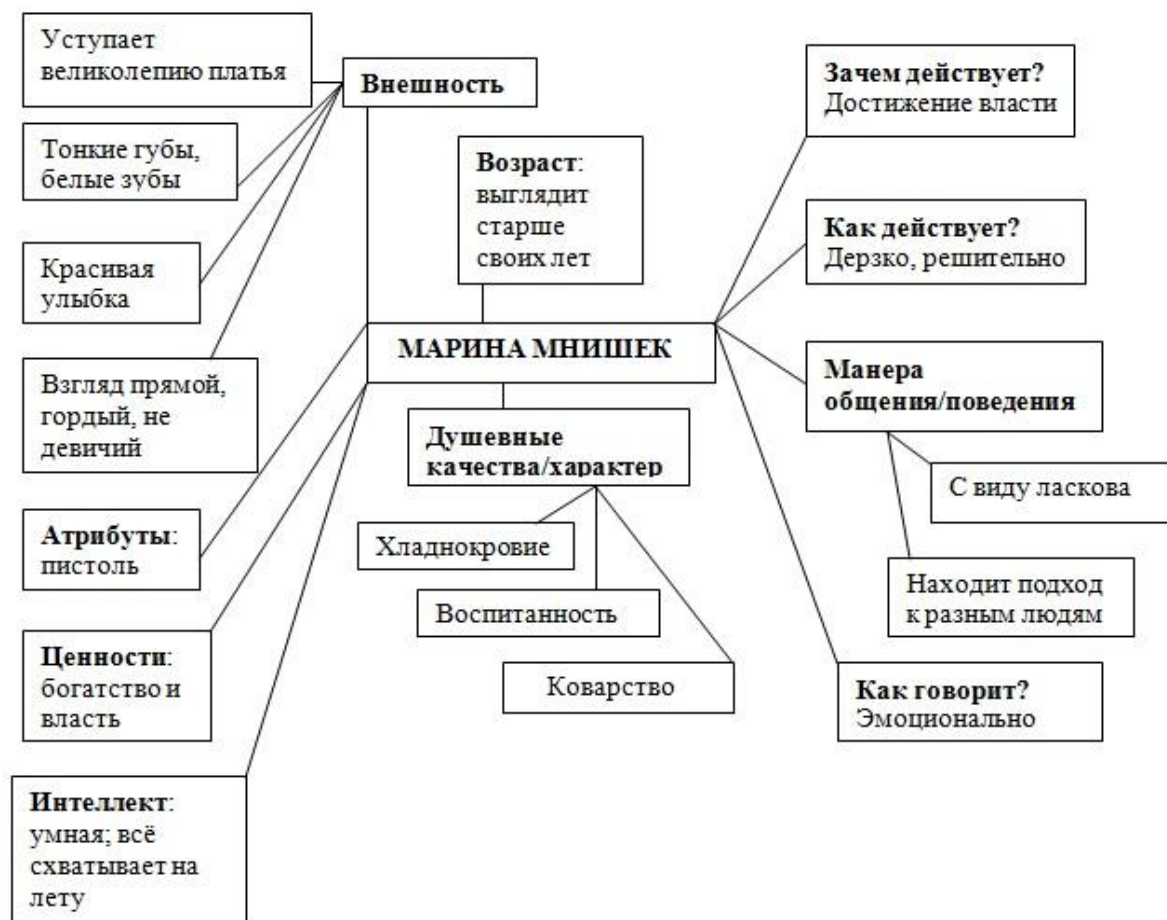 Уступает
великолепию платья
Внешность
Тонкие губы,
белые зубы
Красивая
улыбка
Взгляд прямой,
гордый, не
девичий
Возраст:
выглядит
старше
своих лет
Зачем действует?
Достижение власти
Как действует?
Дерзко, решительно
МАРИНА МНИШЕК
Манера
общения/поведения
С виду ласкова
Находит подход
к разным людям
Душевные
качества/характер
Хладнокровие
Воспитанность
Коварство
Атрибуты:
пистоль
Ценности:
богатство и
власть
Как говорит?
Эмоционально
Интеллект:
умная; всё
схватывает на
лету